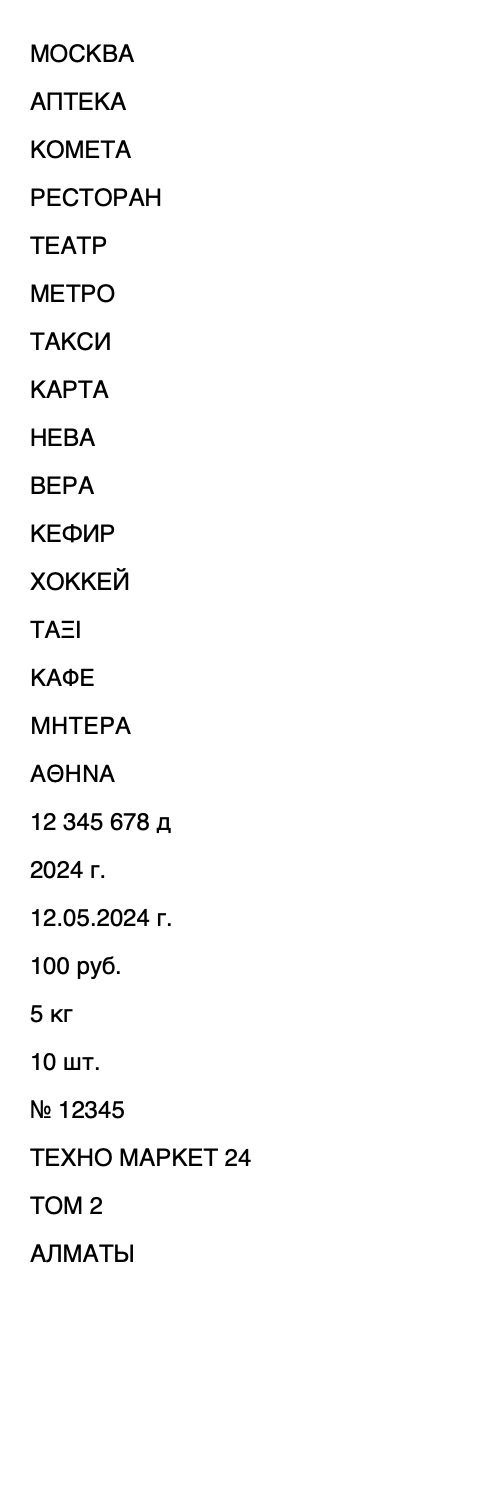 МОСКВА
АПТЕКА
КОМЕТА
РЕСТОРАН
ТЕАТР
МЕТРО
ТАКСИ
КАРТА
НЕВА
ВЕРА
КЕФИР
ХОККЕЙ
ΤΑΞΙ
ΚΑΦΕ
ΜΗΤΕΡΑ
ΑΘΗΝΑ
12 345 678 д
2024 г.
12.05.2024 г.
100 руб.
5 кг
10 шт.
№ 12345
ТЕХНО МАРКЕТ 24
ТОМ 2
АЛМАТЫ